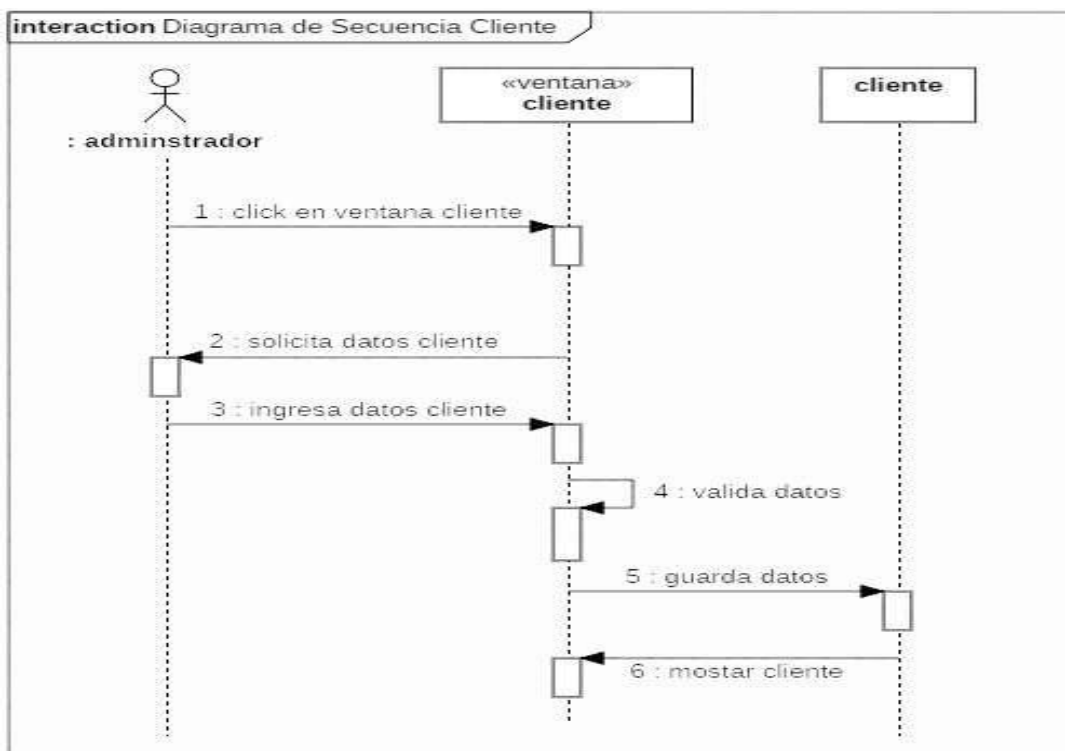 interaction Diagrama de Secuencia Cliente
: adminstrador
«ventana»
cliente
cliente
1 : click en ventana cliente
2 : solicita datos cliente
3 : ingresa datos cliente
4 : valida datos
5 : guarda datos
6 : mostar cliente